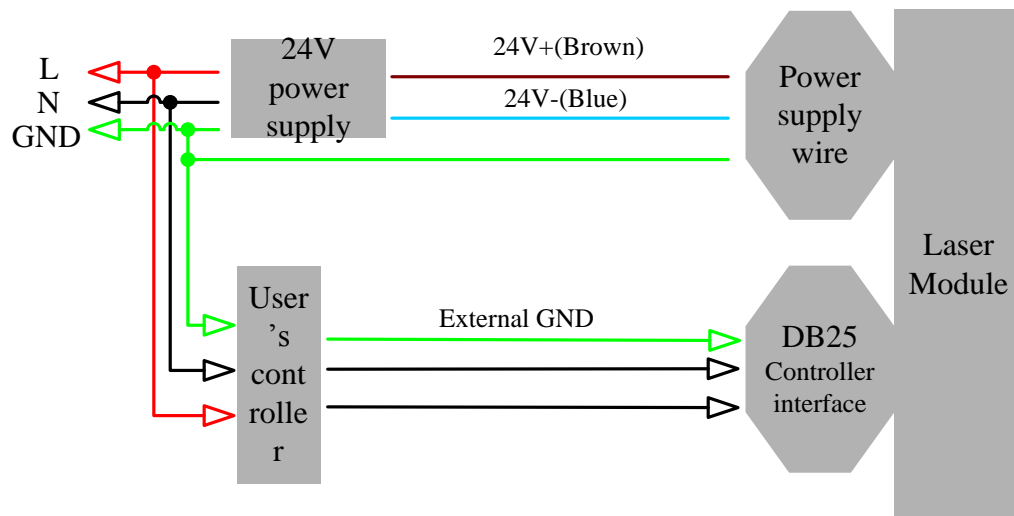 L
N
GND
24V
power
supply
24V+(Brown)
24V-(Blue)
Power
supply
wire
Laser
Module
User
’s
cont
rolle
r
External GND
DB25
Controller
interface